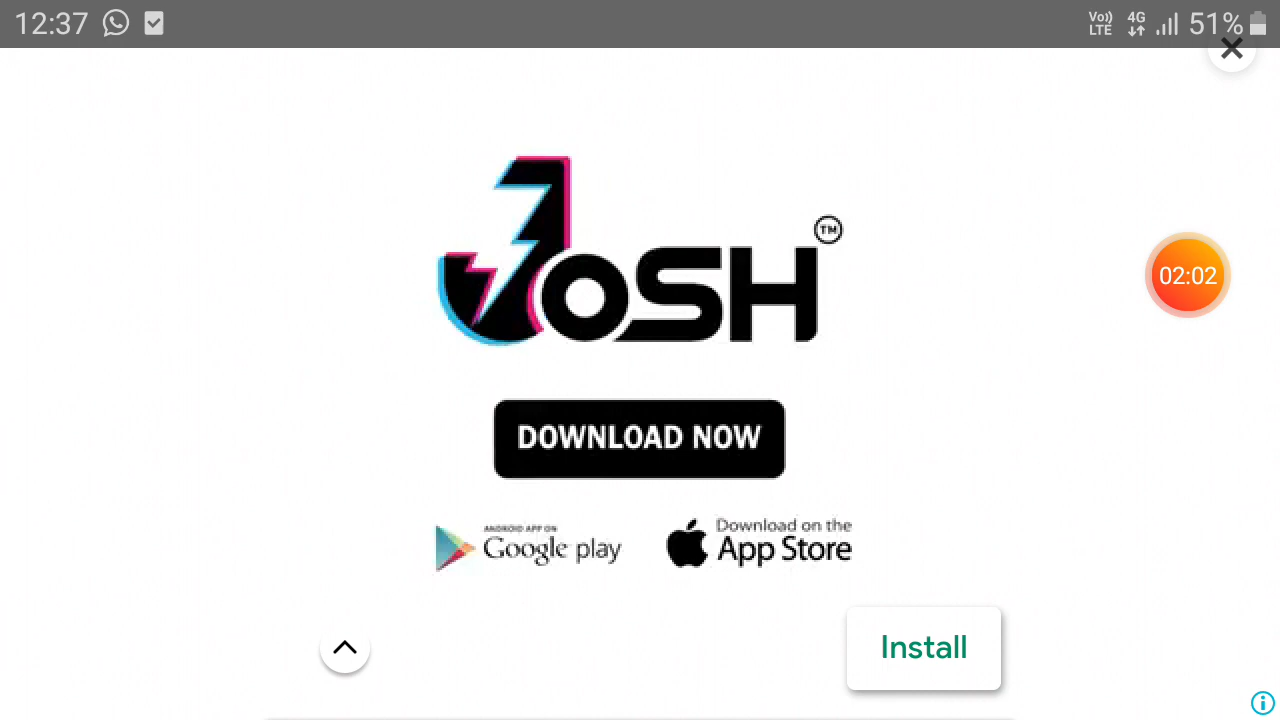 12:37
Vo)) LTE 4G 51%
JOSH TM
02:02
DOWNLOAD NOW
ANDROID APP ON
Google play
Download on the
App Store
Install